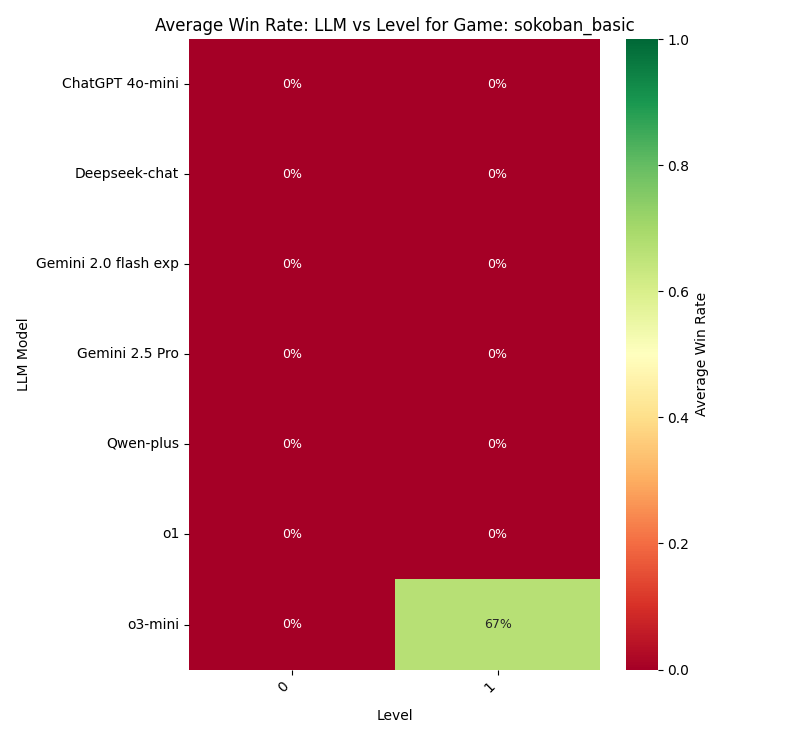 Average Win Rate: LLM vs Level for Game: sokoban_basic
LLM Model
ChatGPT 4o-mini 0% 0%
Deepseek-chat 0% 0%
Gemini 2.0 flash exp 0% 0%
Gemini 2.5 Pro 0% 0%
Qwen-plus 0% 0%
o1 0% 0%
o3-mini 0% 67%
0 1
Level
1.0
0.8
0.6
0.4
0.2
0.0
Average Win Rate